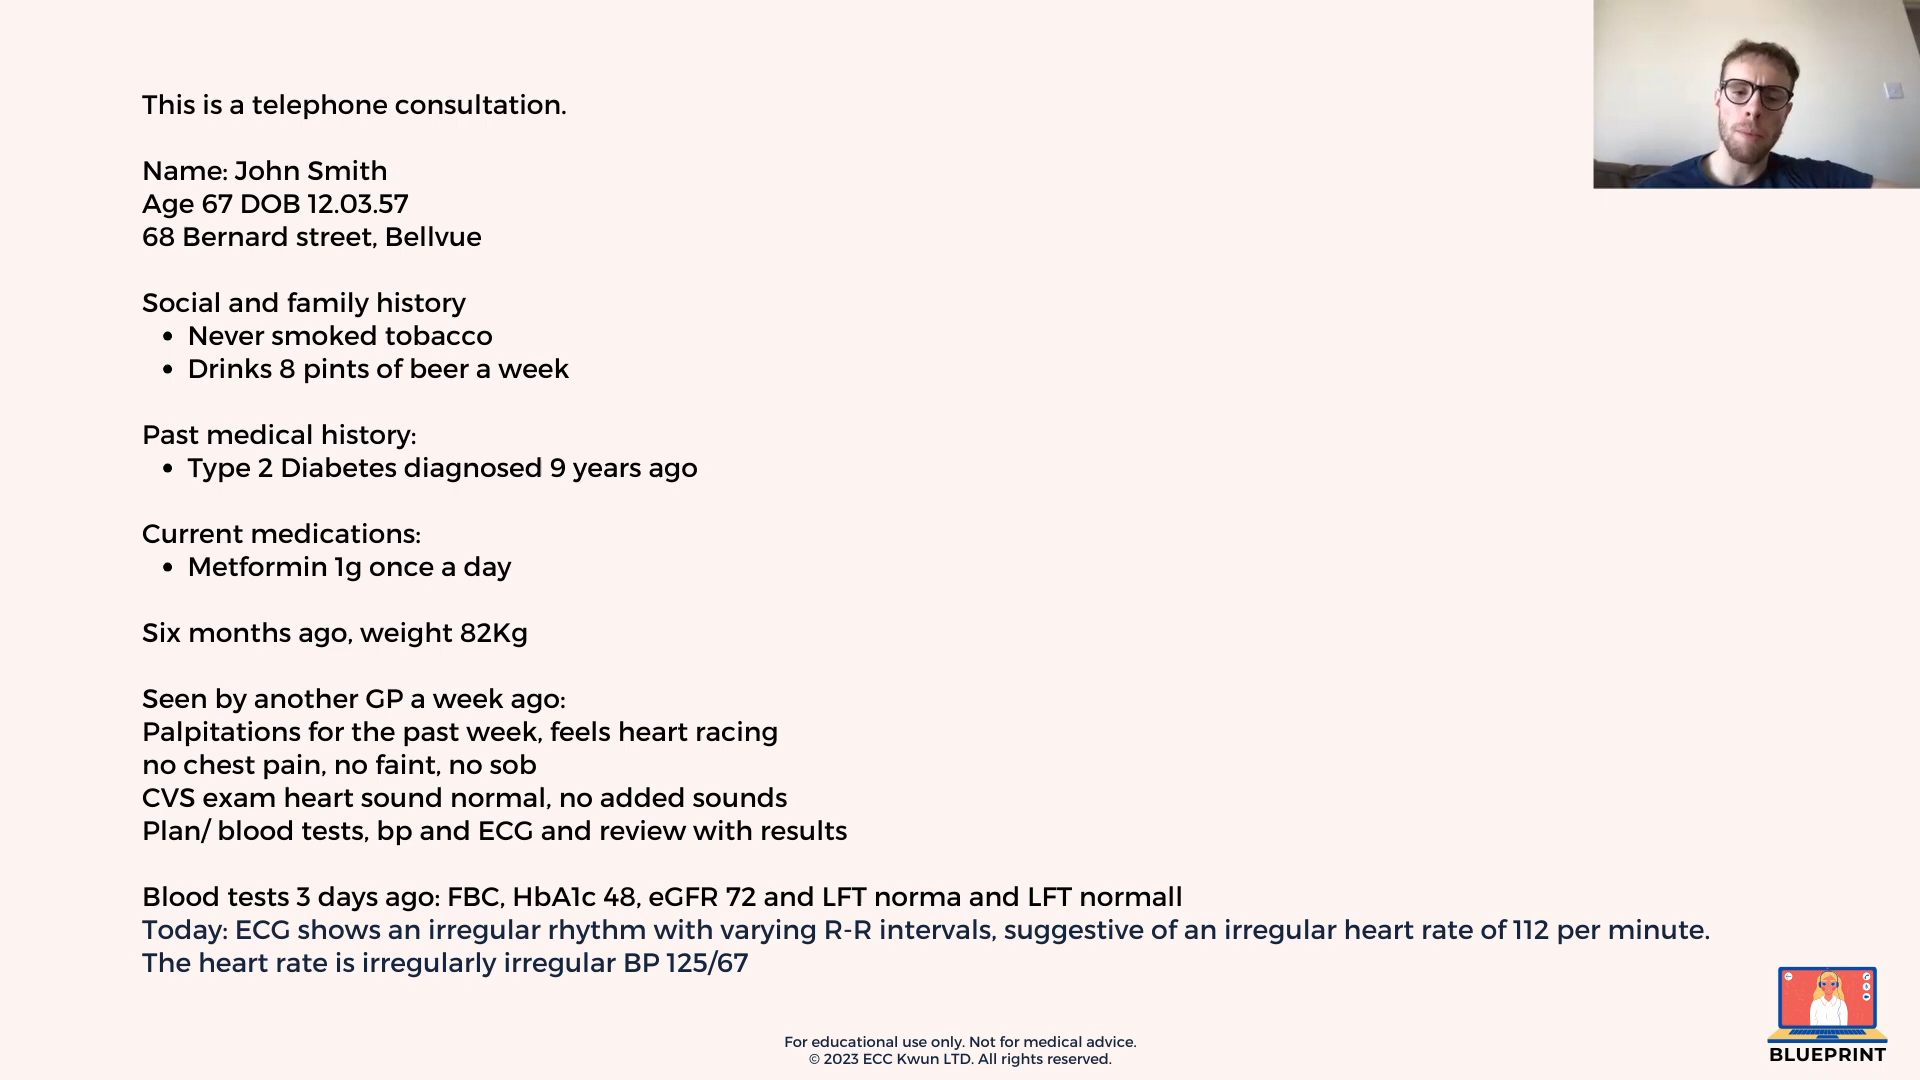 This is a telephone consultation.
Name: John Smith
Age 67 DOB 12.03.57
68 Bernard street, Bellvue
Social and family history
• Never smoked tobacco
• Drinks 8 pints of beer a week
Past medical history:
• Type 2 Diabetes diagnosed 9 years ago
Current medications:
• Metformin 1g once a day
Six months ago, weight 82Kg
Seen by another GP a week ago:
Palpitations for the past week, feels heart racing
no chest pain, no faint, no sob
CVS exam heart sound normal, no added sounds
Plan/ blood tests, bp and ECG and review with results
Blood tests 3 days ago: FBC, HbA1c 48, eGFR 72 and LFT norma and LFT normall
Today: ECG shows an irregular rhythm with varying R-R intervals, suggestive of an irregular heart rate of 112 per minute.
The heart rate is irregularly irregular BP 125/67
For educational use only. Not for medical advice.
© 2023 ECC Kwun LTD. All rights reserved.
BLUEPRINT